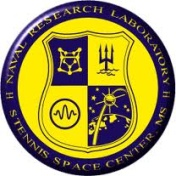 H NAVAL RESEARCH LABORATORY H
STENNIS SPACE CENTER - MS